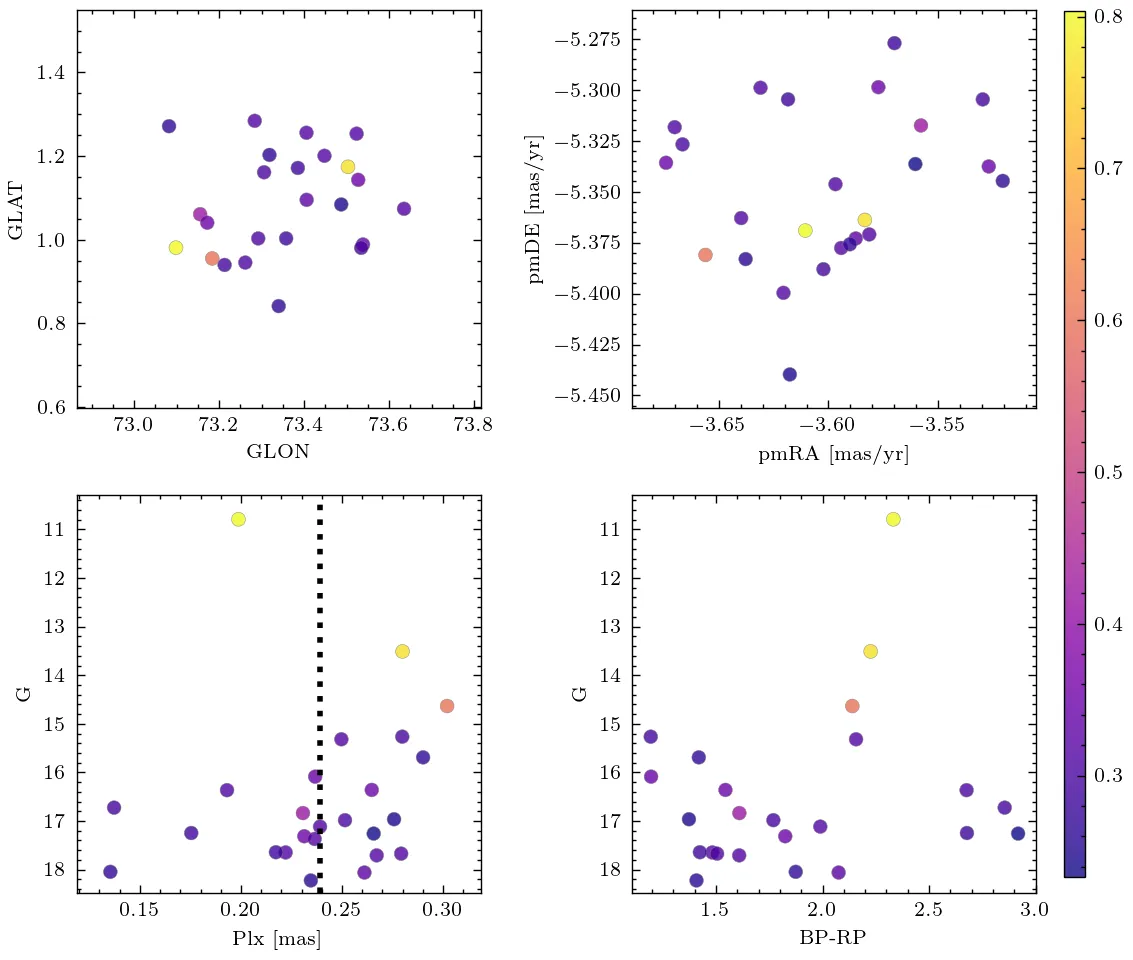 1.4
1.2
1.0
0.8
0.6
GLAT
73.0 73.2 73.4 73.6 73.8
GLON
−5.275
−5.300
−5.325
−5.350
−5.375
−5.400
−5.425
−5.450
pmDE [mas/yr]
−3.65 −3.60 −3.55
pmRA [mas/yr]
0.8
0.7
0.6
0.5
0.4
0.3
11
12
13
14
15
16
17
18
G
0.15 0.20 0.25 0.30
Plx [mas]
11
12
13
14
15
16
17
18
G
1.5 2.0 2.5 3.0
BP-RP